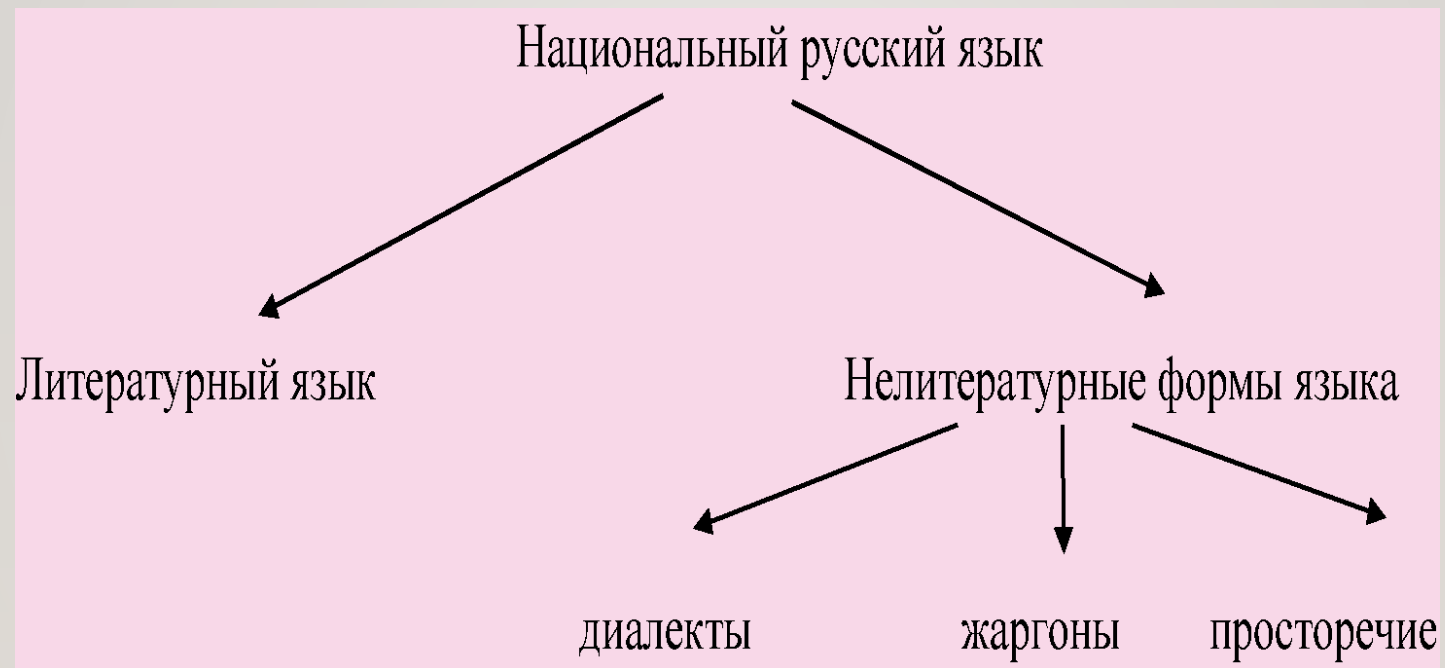 Национальный русский язык
Литературный язык
Нелитературные формы языка
диалекты
жаргоны
просторечие